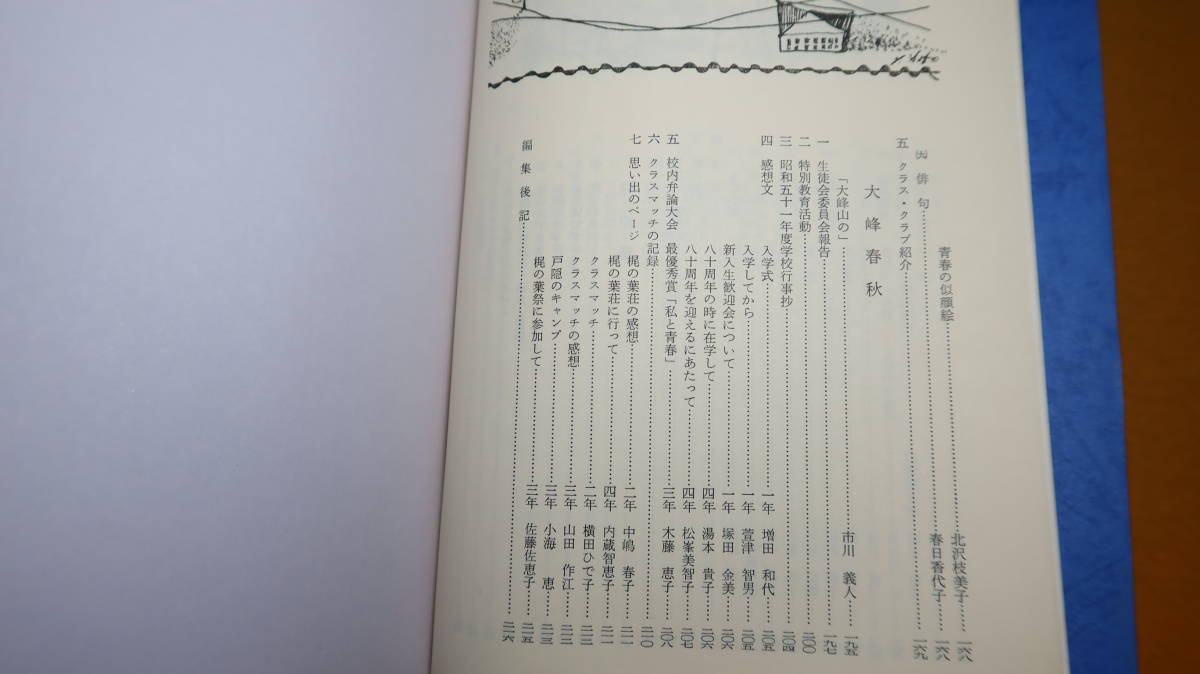 青春の似顔絵……北沢枝美子……一六八
㈥ 俳句……春日香代子……一六八
五 クラス・クラブ紹介……一六九
大峰春秋
「大峰山の」……市川 義人……一九五
一 生徒会委員会報告……一九七
二 特別教育活動……二〇〇
三 昭和五十一年度学校行事抄……二〇四
四 感想文 入学式……一年 増田 和代……二〇五
入学してから……一年 萱津 智男……二〇五
新入生歓迎会について……一年 塚田 金美……二〇六
八十周年の時に在学して……四年 湯本 貴子……二〇六
八十周年を迎えるにあたって……四年 松峯美智子……二〇七
五 校内弁論大会 最優秀賞「私と青春」……三年 木藤 恵子……二〇八
六 クラスマッチの記録……二一〇
七 思い出のページ 梶の葉荘の感想……二年 中嶋 春子……二一一
梶の葉荘に行って……四年 内蔵智恵子……二一一
クラスマッチ……二年 横田ひで子……二一二
クラスマッチの感想……三年 山田 作江……二一二
戸隠のキャンプ……三年 小海 恵……二一三
梶の葉祭に参加して……三年 佐藤佐恵子……二一五
編集後記……二一六